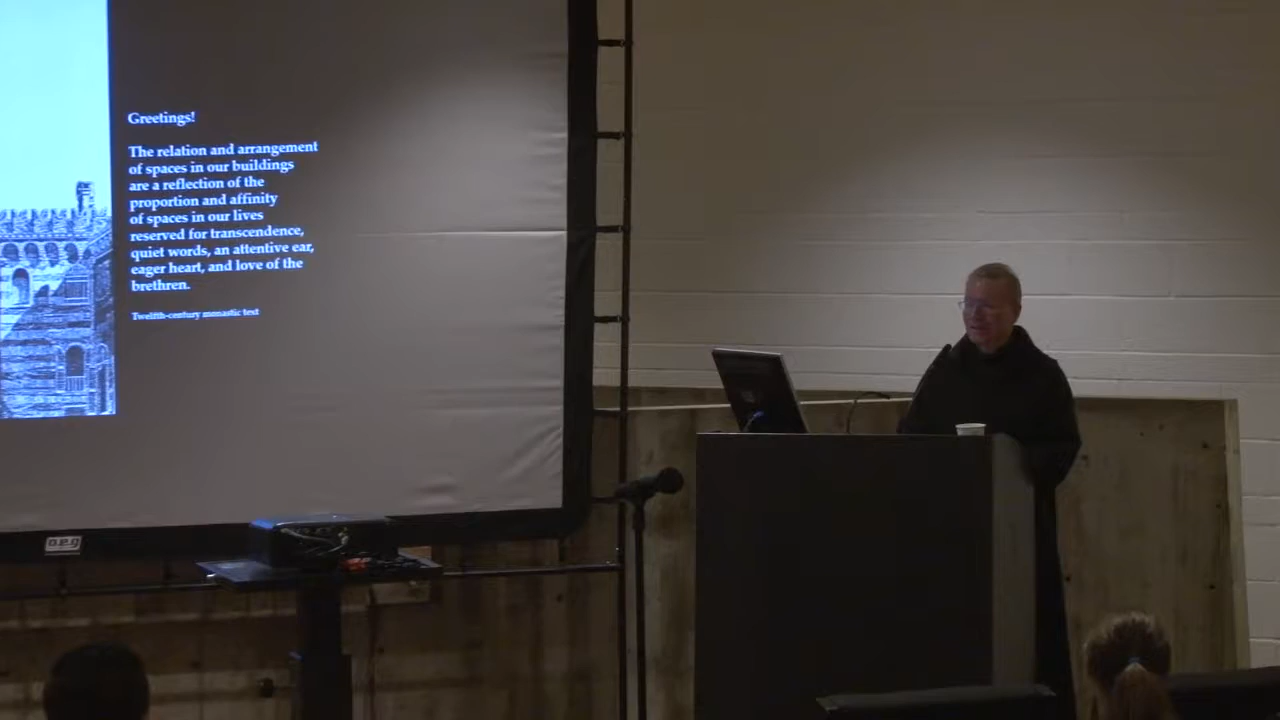 Greetings!
The relation and arrangement
of spaces in our buildings
are a reflection of the
proportion and affinity
of spaces in our lives
reserved for transcendence,
quiet words, an attentive ear,
eager heart, and love of the
brethren.
Twelfth-century monastic text